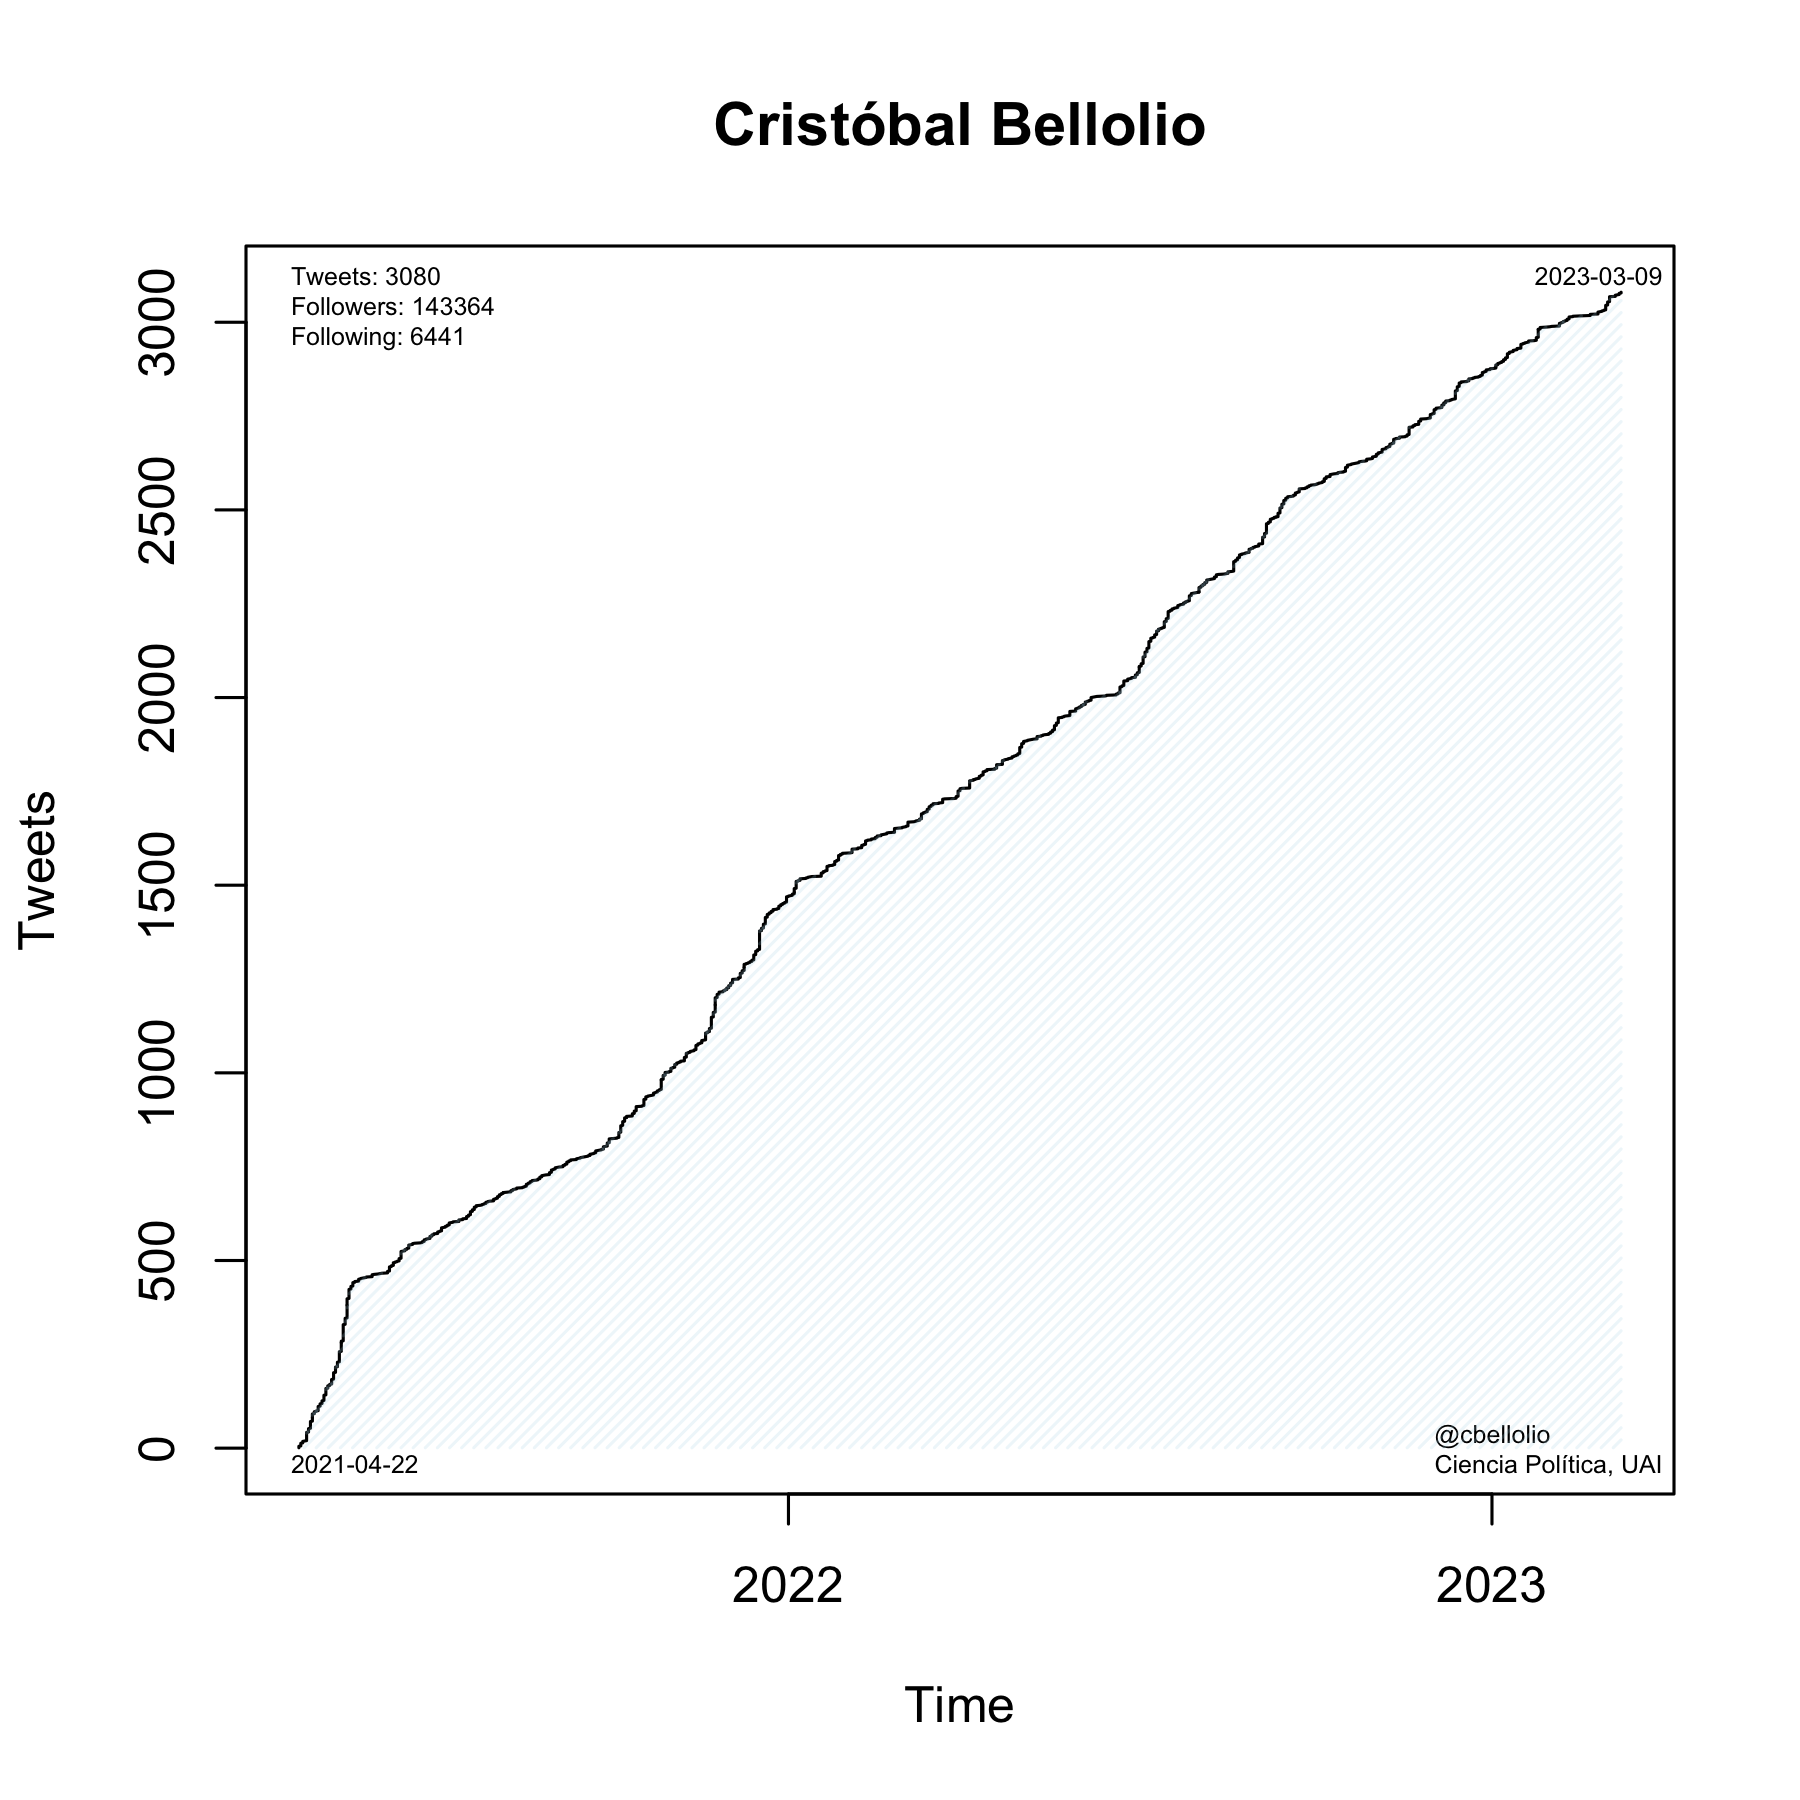 Cristóbal Bellolio
Tweets: 3080
Followers: 143364
Following: 6441
2023-03-09
3000
2500
2000
1500
1000
500
0
Tweets
2021-04-22
@cbellolio
Ciencia Política, UAI
2022
2023
Time